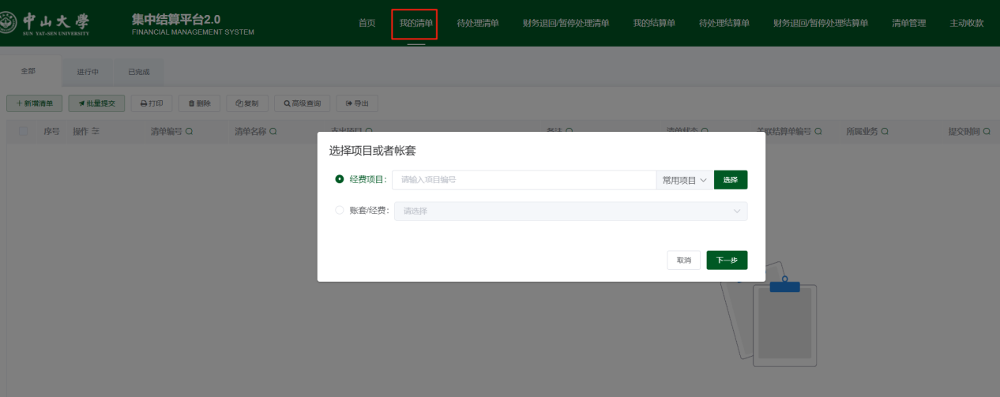 中山大學
SUN YAT-SEN UNIVERSITY
集中结算平台2.0
FINANCIAL MANAGEMENT SYSTEM
首页 我的清单 待处理清单 财务退回/暂停处理清单 我的结算单 待处理结算单 财务退回/暂停处理结算单 清单管理 主动收款
全部 进行中 已完成
+新增清单 批量提交 打印 删除 复制 高级查询 导出
序号 操作 清单编号 清单名称 支出项目 备注 清单状态 关联结算单编号 所属业务 提交时间
选择项目或者帐套
经费项目: 请输入项目编号 常用项目 选择
账套/经费: 请选择
取消 下一步